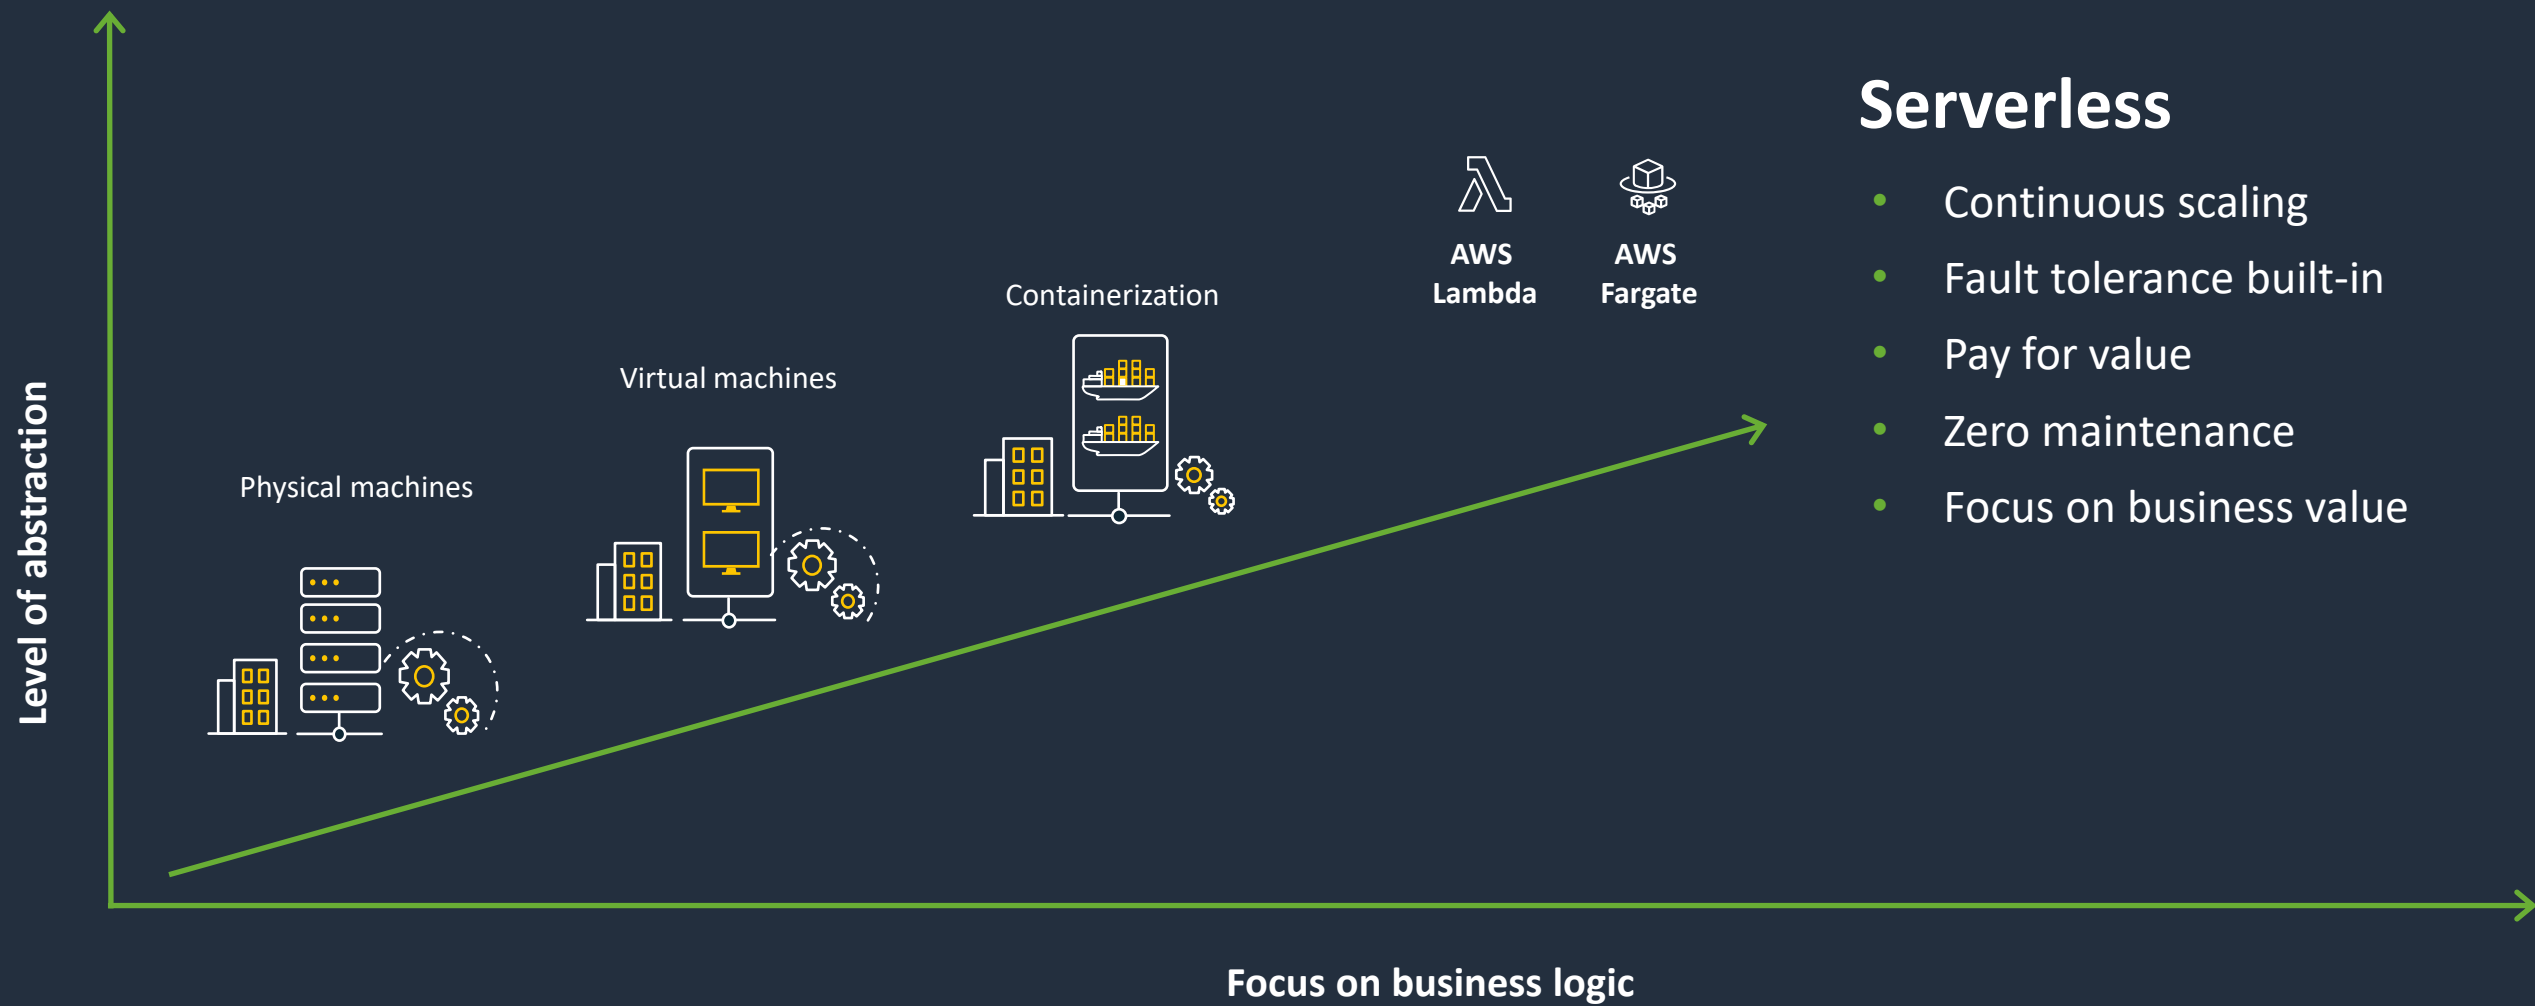 Serverless
• Continuous scaling
• Fault tolerance built-in
• Pay for value
• Zero maintenance
• Focus on business value
AWS
Lambda
AWS
Fargate
Containerization
Virtual machines
Physical machines
Level of abstraction
Focus on business logic